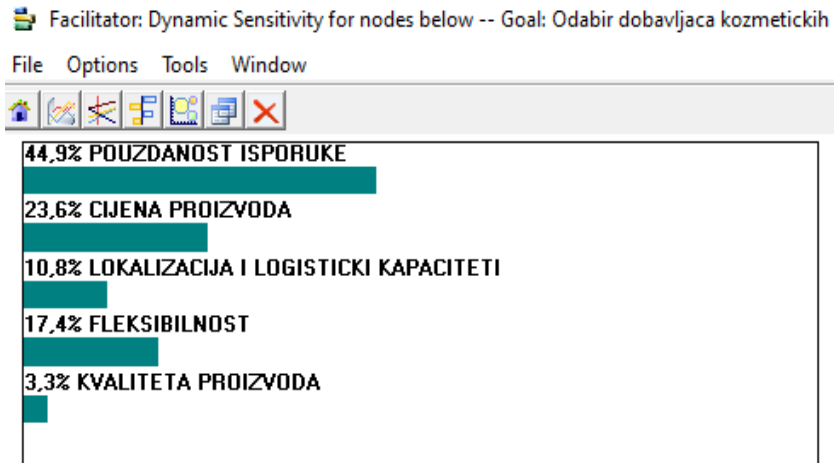 Facilitator: Dynamic Sensitivity for nodes below -- Goal: Odabir dobavljaca kozmetickih
File Options Tools Window
44,9% POUZDANOST ISPORUKE
23,6% CIJENA PROIZVODA
10,8% LOKALIZACIJA I LOGISTICKI KAPACITETI
17,4% FLEKSIBILNOST
3,3% KVALITETA PROIZVODA